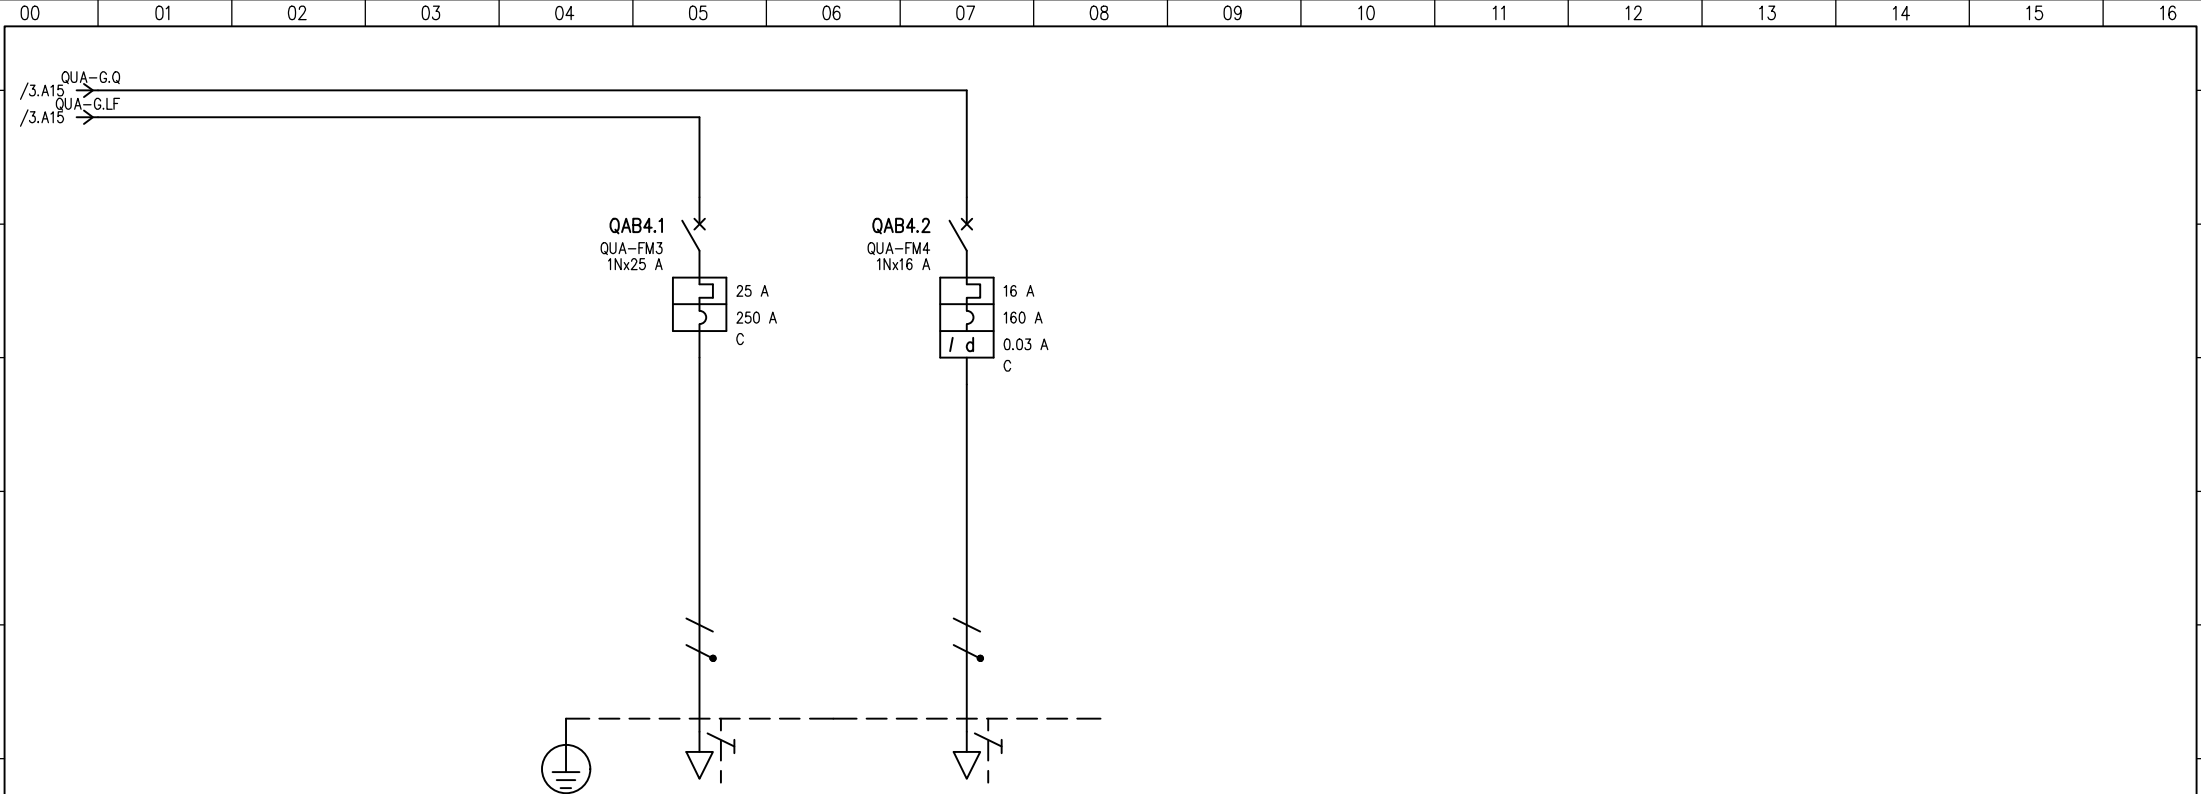 00 01 02 03 04 05 06 07 08 09 10 11 12 13 14 15 16
QUA-G.Q
/3.A15
QUA-G.LF
/3.A15
QAB4.1
QUA-FM3
1Nx25 A
25 A
250 A
C
QAB4.2
QUA-FM4
1Nx16 A
16 A
160 A
I d 0.03 A
C